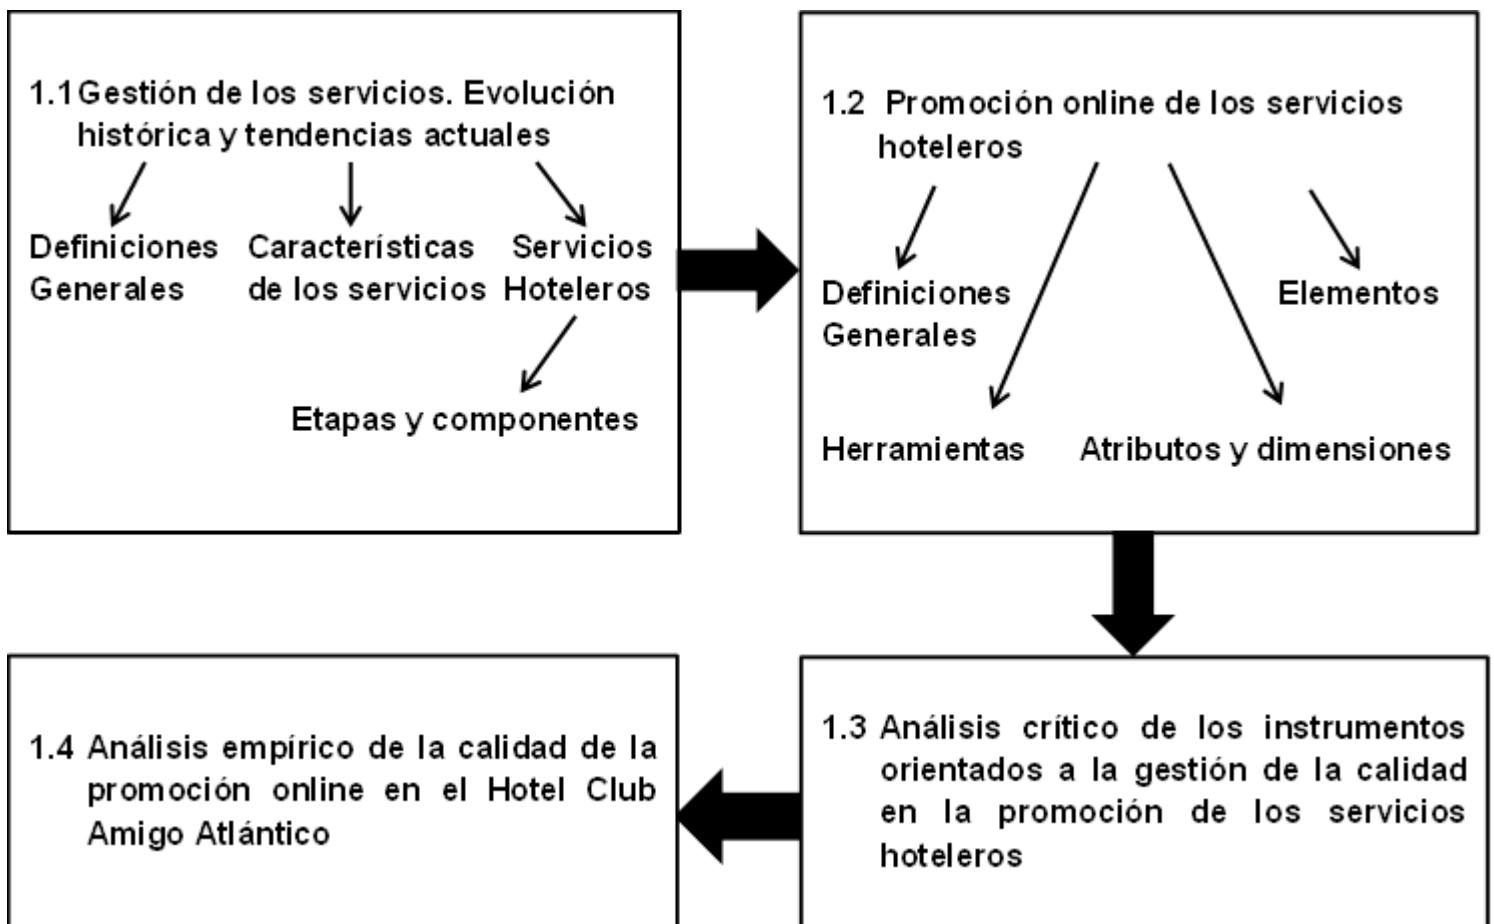 1.1 Gestión de los servicios. Evolución
histórica y tendencias actuales
Definiciones
Generales
Características
de los servicios
Servicios
Hoteleros
Etapas y componentes
1.2 Promoción online de los servicios
hoteleros
Definiciones
Generales
Elementos
Herramientas
Atributos y dimensiones
1.3 Análisis crítico de los instrumentos
orientados a la gestión de la calidad
en la promoción de los servicios
hoteleros
1.4 Análisis empírico de la calidad de la
promoción online en el Hotel Club
Amigo Atlántico